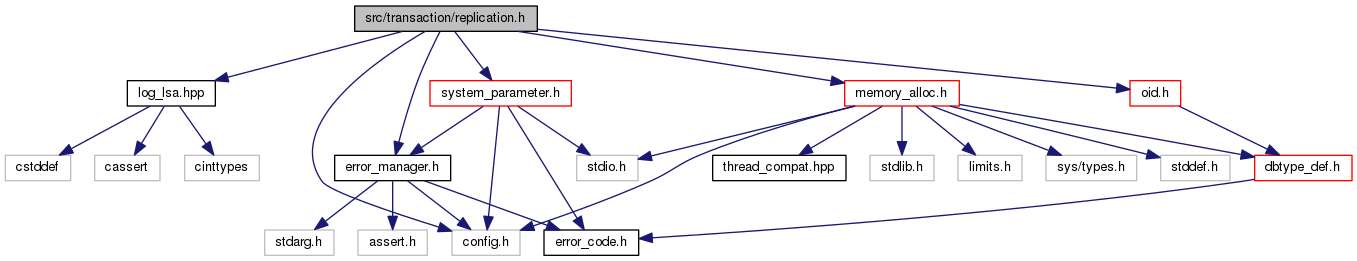 src/transaction/replication.h
log_lsa.hpp
system_parameter.h
memory_alloc.h
oid.h
cstddef
cassert
cinttypes
error_manager.h
stdio.h
thread_compat.hpp
stdlib.h
limits.h
sys/types.h
stddef.h
dbtype_def.h
stdarg.h
assert.h
config.h
error_code.h